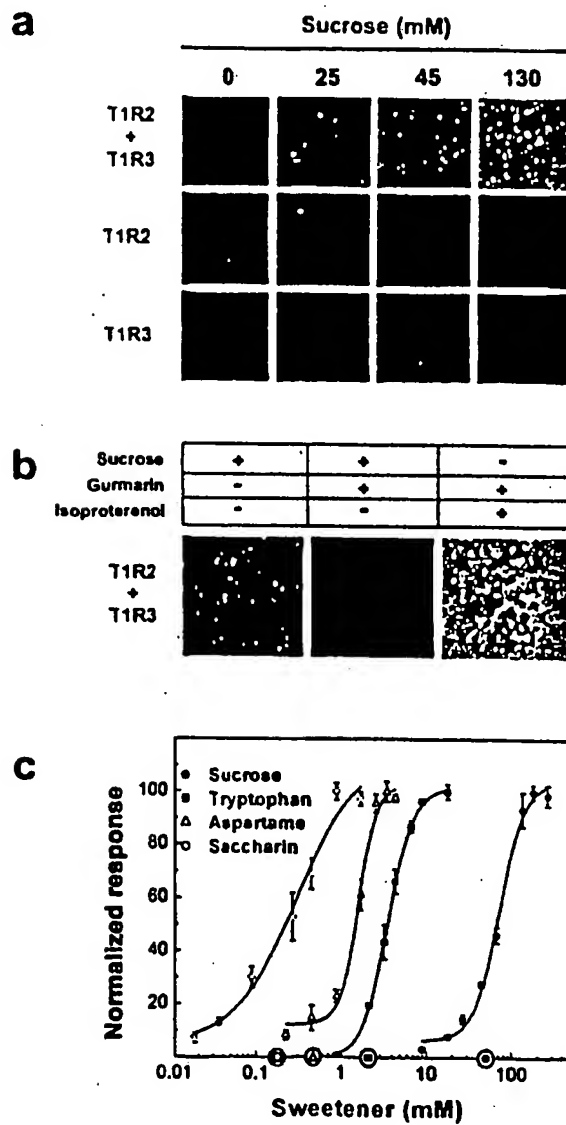 a
Sucrose (mM)
0 25 45 130
T1R2
+
T1R3
T1R2
T1R3
b
Sucrose + + -
Gurmarin - + +
Isoproterenol - - +
T1R2
+
T1R3
c
Sucrose
Tryptophan
Aspartame
Saccharin
Normalized response
100
80
60
40
20
0.01 0.1 1 10 100
Sweetener (mM)